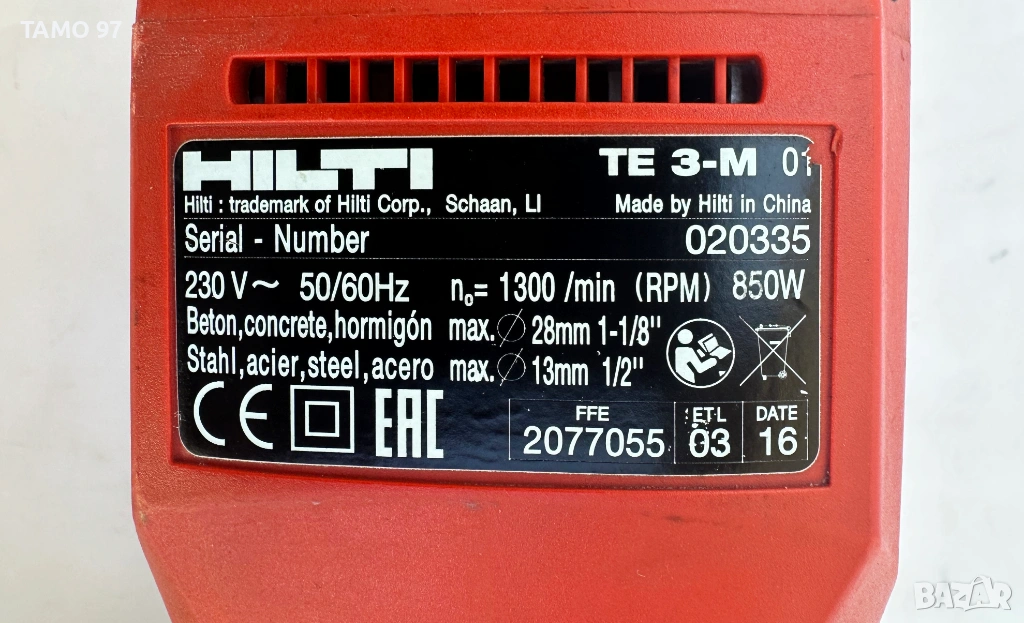 TAMO 97
HILTI TE 3-M 01
Hilti : trademark of Hilti Corp., Schaan, LI Made by Hilti in China
Serial - Number 020335
230 V~ 50/60Hz n₀= 1300 /min (RPM) 850W
Beton,concrete,hormigón max.∅ 28mm 1-1/8"
Stahl,acier,steel,acero max.∅ 13mm 1/2"
CE EAC FFE ETL DATE
2077055 03 16
BAZAR